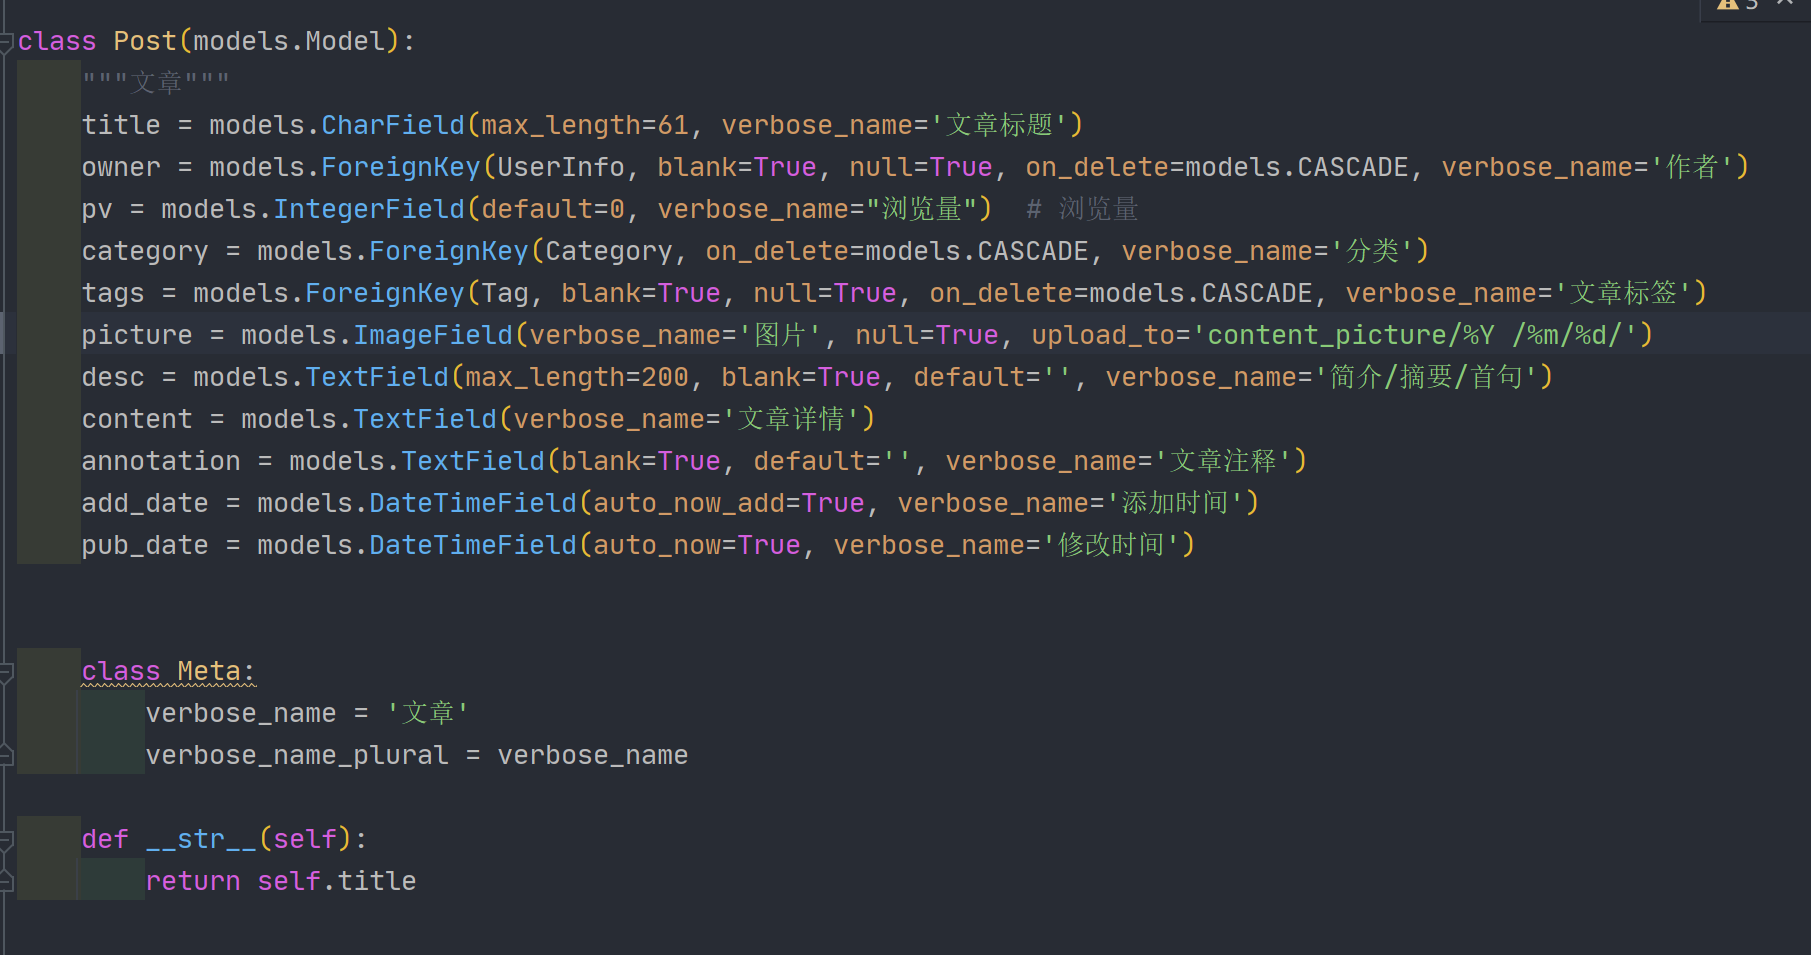 3
class Post(models.Model):
    """文章"""
    title = models.CharField(max_length=61, verbose_name='文章标题')
    owner = models.ForeignKey(UserInfo, blank=True, null=True, on_delete=models.CASCADE, verbose_name='作者')
    pv = models.IntegerField(default=0, verbose_name="浏览量")  # 浏览量
    category = models.ForeignKey(Category, on_delete=models.CASCADE, verbose_name='分类')
    tags = models.ForeignKey(Tag, blank=True, null=True, on_delete=models.CASCADE, verbose_name='文章标签')
    picture = models.ImageField(verbose_name='图片', null=True, upload_to='content_picture/%Y /%m/%d/')
    desc = models.TextField(max_length=200, blank=True, default='', verbose_name='简介/摘要/首句')
    content = models.TextField(verbose_name='文章详情')
    annotation = models.TextField(blank=True, default='', verbose_name='文章注释')
    add_date = models.DateTimeField(auto_now_add=True, verbose_name='添加时间')
    pub_date = models.DateTimeField(auto_now=True, verbose_name='修改时间')
    class Meta:
        verbose_name = '文章'
        verbose_name_plural = verbose_name
    def __str__(self):
        return self.title